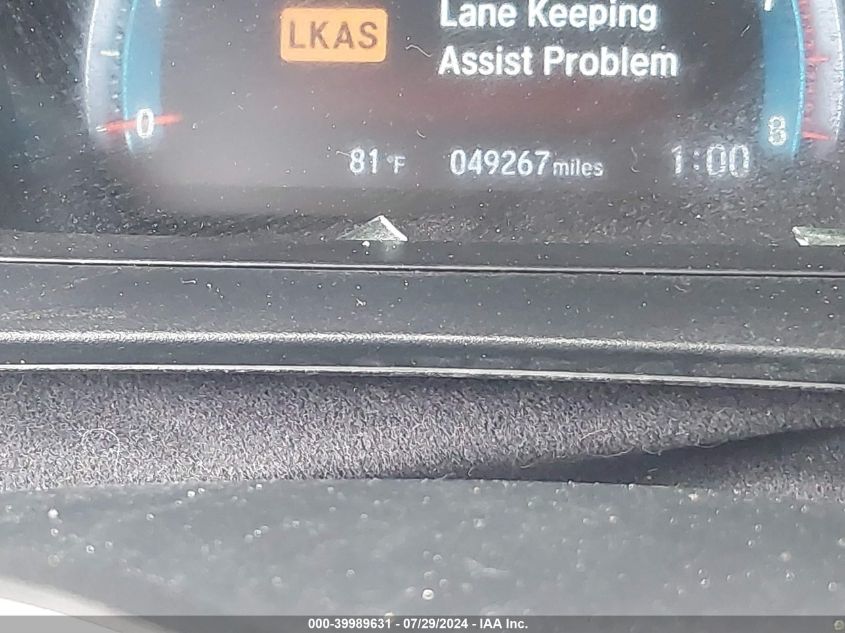 LKAS
Lane Keeping
Assist Problem
0
8
81°F 049267 miles 1:00
000-39989631 - 07/29/2024 - IAA Inc.